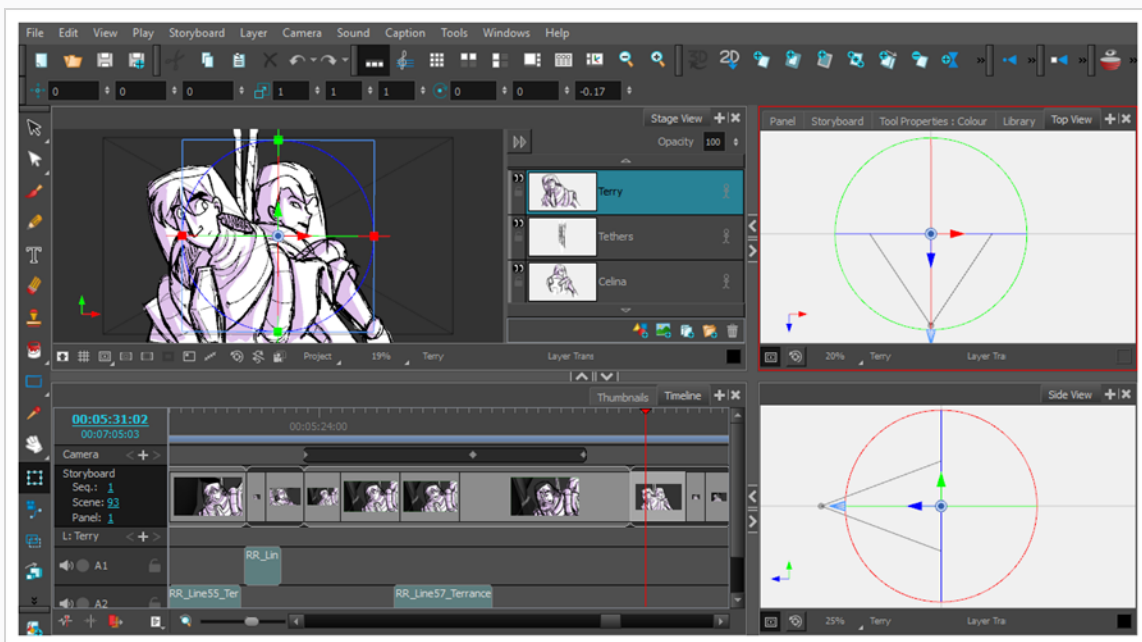 File Edit View Play Storyboard Layer Camera Sound Caption Tools Windows Help
3D 2D
0 0 0 1 1 1 0 0 -0.17
Stage View
Opacity 100
Terry
Tethers
Celina
Project 19% Terry Layer Trans
Panel Storyboard Tool Properties : Colour Library Top View
20% Terry Layer Tra
Thumbnails Timeline
00:05:31:02
00:07:05:03
00:05:24:00
Camera
Storyboard
Seq.: 1
Scene: 93
Panel: 1
L: Terry
A1
RR_Lin
A2
RR_Line55_Ter
RR_Line57_Terrance
Side View
25% Terry Layer Tra